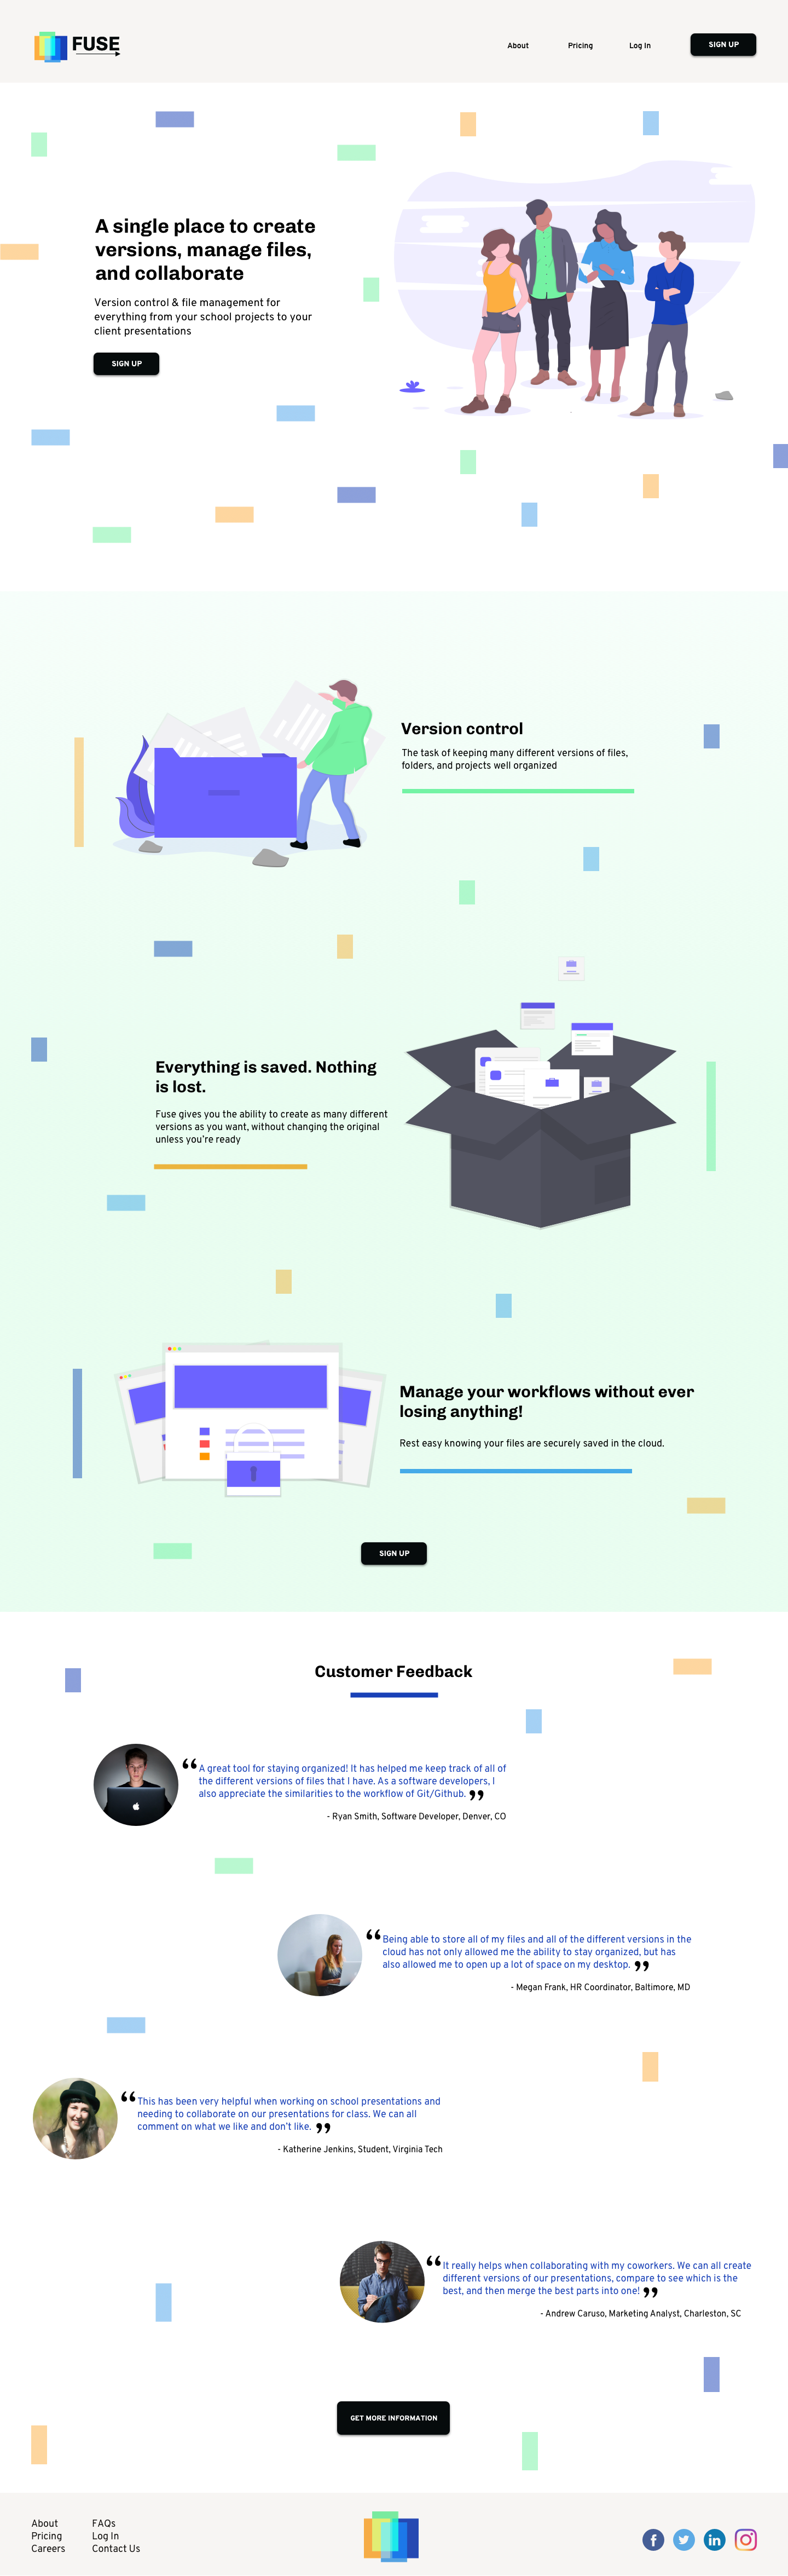 FUSE
About
Pricing
Log In
SIGN UP
A single place to create
versions, manage files,
and collaborate
Version control & file management for
everything from your school projects to your
client presentations
SIGN UP
Version control
The task of keeping many different versions of files,
folders, and projects well organized
Everything is saved. Nothing
is lost.
Fuse gives you the ability to create as many different
versions as you want, without changing the original
unless you're ready
Manage your workflows without ever
losing anything!
Rest easy knowing your files are securely saved in the cloud.
SIGN UP
Customer Feedback
“A great tool for staying organized! It has helped me keep track of all of
the different versions of files that I have. As a software developers, I
also appreciate the similarities to the workflow of Git/Github. ”
- Ryan Smith, Software Developer, Denver, CO
“Being able to store all of my files and all of the different versions in the
cloud has not only allowed me the ability to stay organized, but has
also allowed me to open up a lot of space on my desktop. ”
- Megan Frank, HR Coordinator, Baltimore, MD
“This has been very helpful when working on school presentations and
needing to collaborate on our presentations for class. We can all
comment on what we like and don't like. ”
- Katherine Jenkins, Student, Virginia Tech
“It really helps when collaborating with my coworkers. We can all create
different versions of our presentations, compare to see which is the
best, and then merge the best parts into one! ”
- Andrew Caruso, Marketing Analyst, Charleston, SC
GET MORE INFORMATION
About
Pricing
Careers
FAQs
Log In
Contact Us